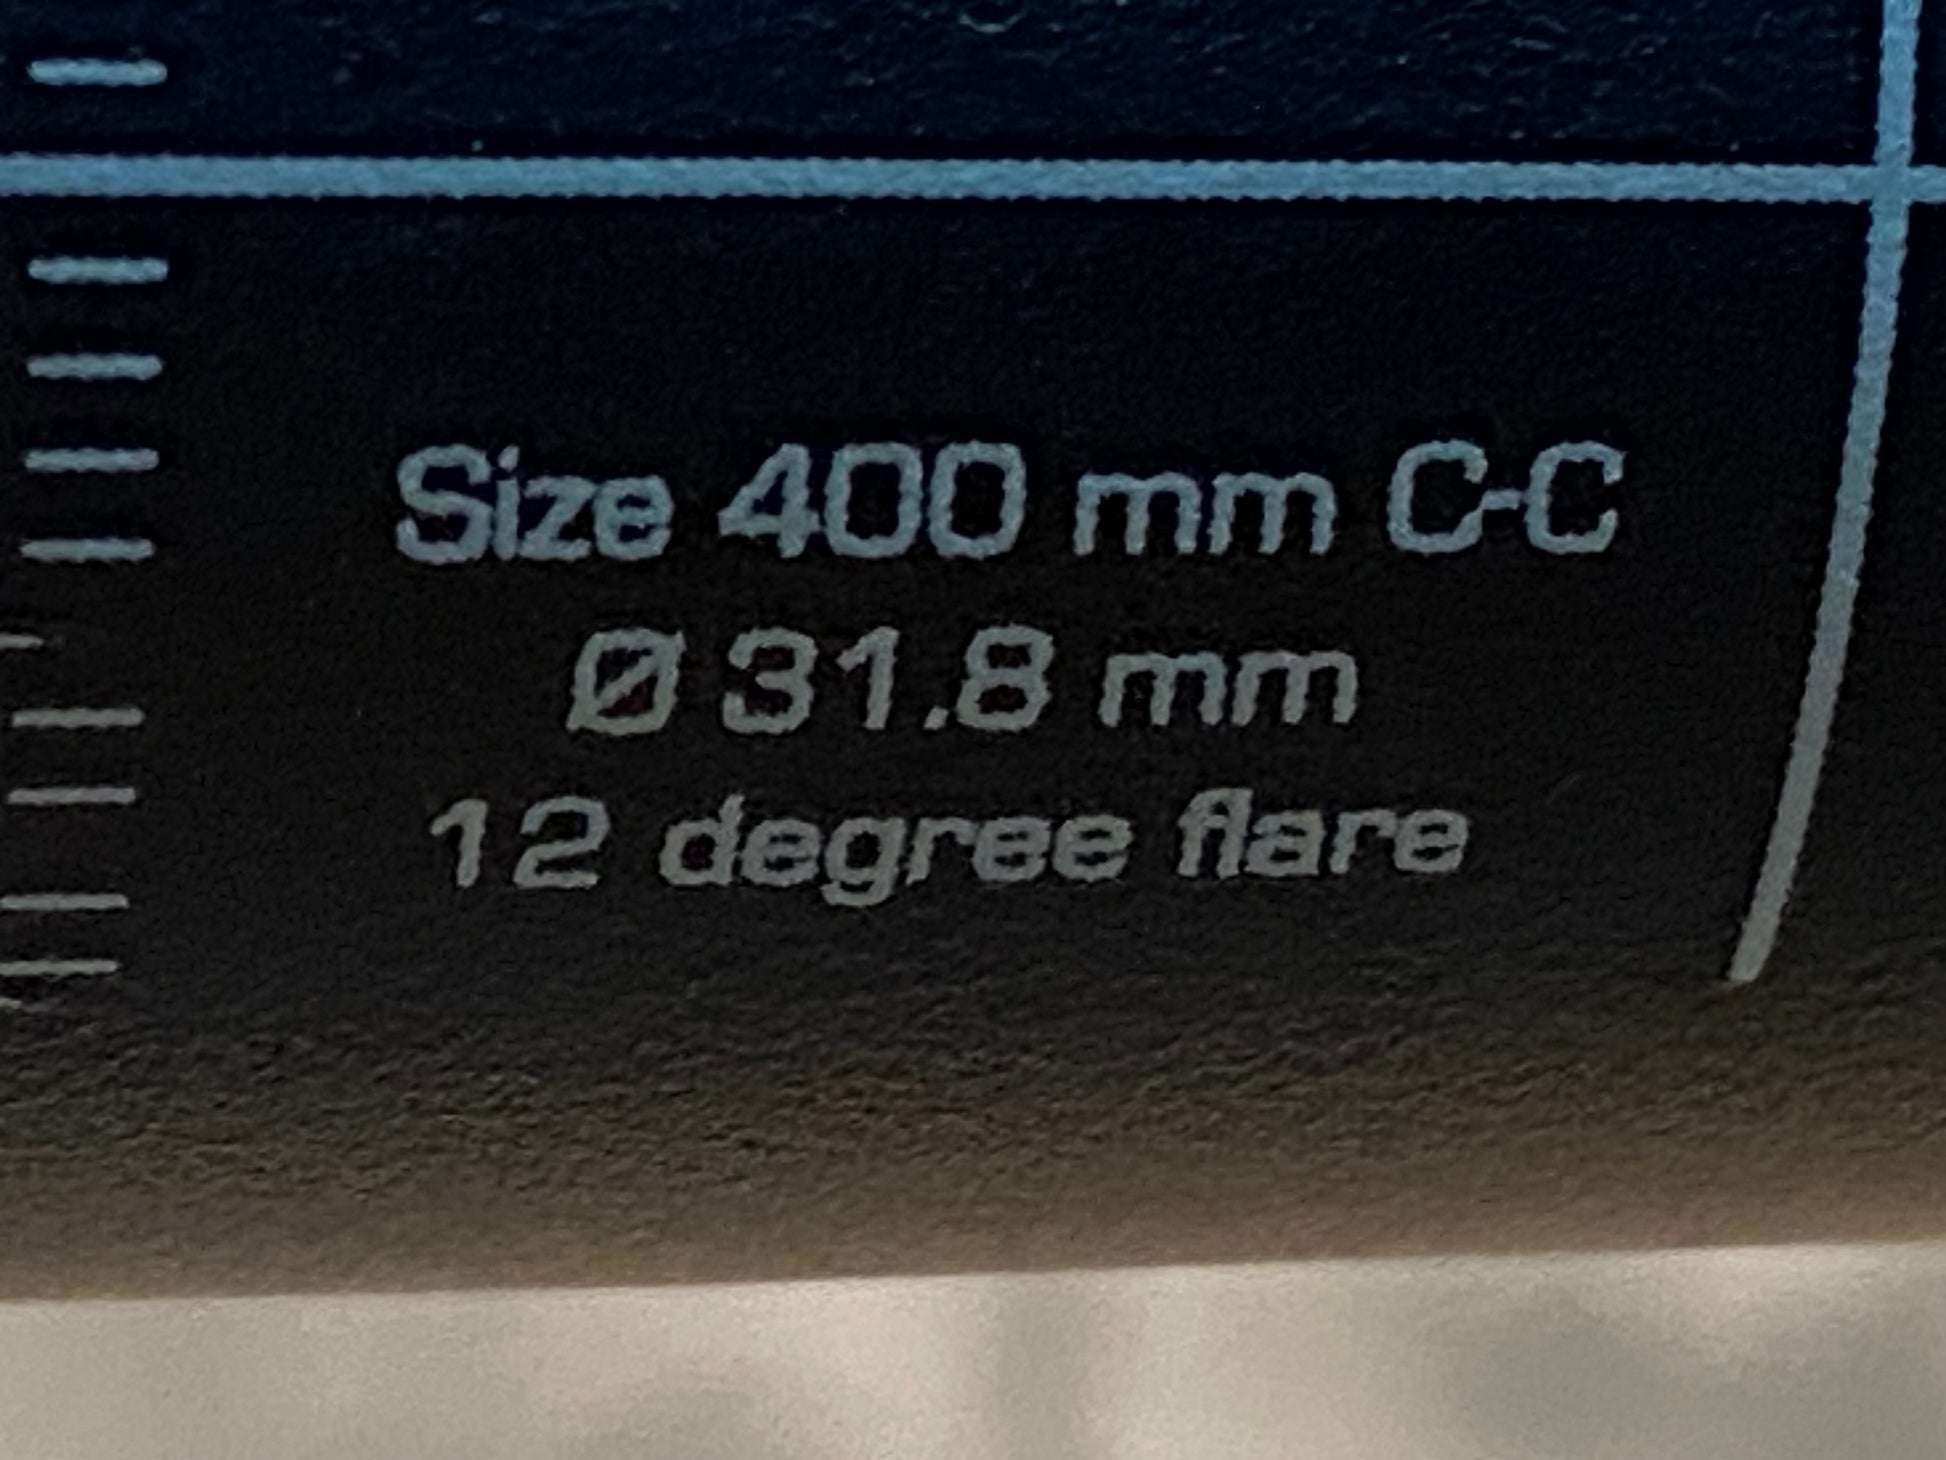 Size 400 mm C-C
Ø 31.8 mm
12 degree flare